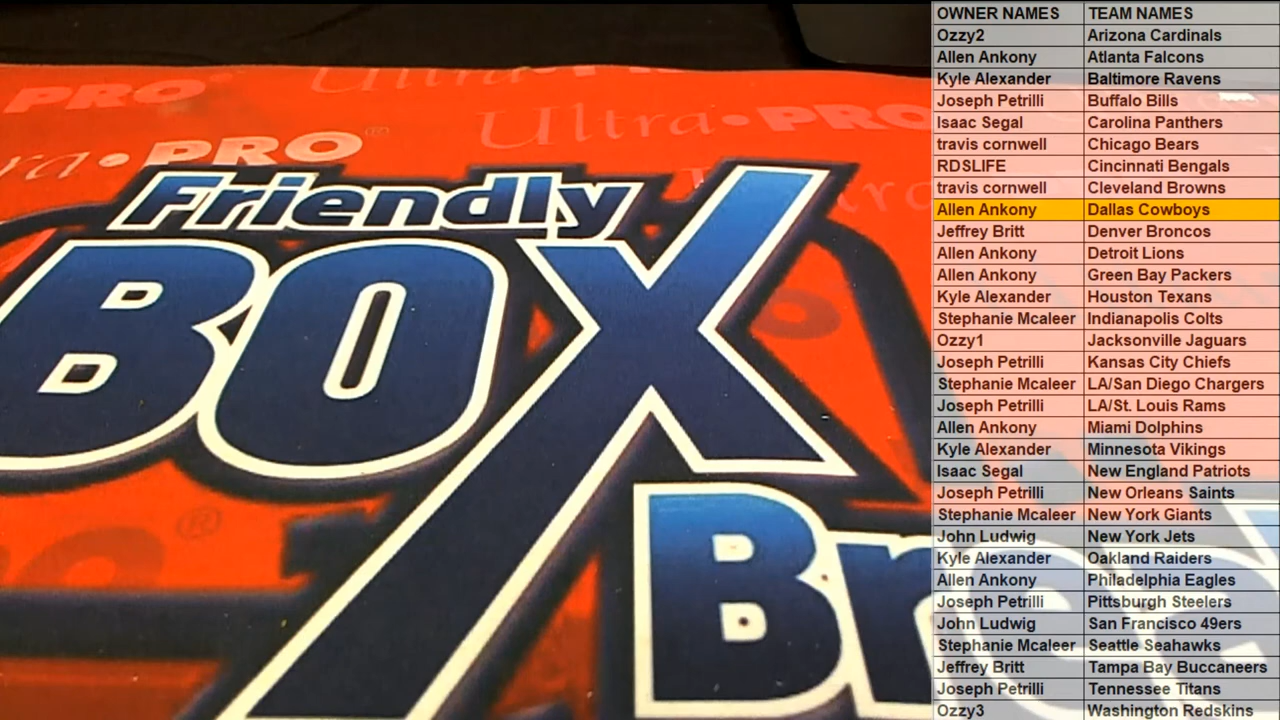 Ultra
PRO
Ultra•PRO
ra•PRO®
Friendly
BOX
Br
OWNER NAMES TEAM NAMES
Ozzy2 Arizona Cardinals
Allen Ankony Atlanta Falcons
Kyle Alexander Baltimore Ravens
Joseph Petrilli Buffalo Bills
Isaac Segal Carolina Panthers
travis cornwell Chicago Bears
RDSLIFE Cincinnati Bengals
travis cornwell Cleveland Browns
Allen Ankony Dallas Cowboys
Jeffrey Britt Denver Broncos
Allen Ankony Detroit Lions
Allen Ankony Green Bay Packers
Kyle Alexander Houston Texans
Stephanie Mcaleer Indianapolis Colts
Ozzy1 Jacksonville Jaguars
Joseph Petrilli Kansas City Chiefs
Stephanie Mcaleer LA/San Diego Chargers
Joseph Petrilli LA/St. Louis Rams
Allen Ankony Miami Dolphins
Kyle Alexander Minnesota Vikings
Isaac Segal New England Patriots
Joseph Petrilli New Orleans Saints
Stephanie Mcaleer New York Giants
John Ludwig New York Jets
Kyle Alexander Oakland Raiders
Allen Ankony Philadelphia Eagles
Joseph Petrilli Pittsburgh Steelers
John Ludwig San Francisco 49ers
Stephanie Mcaleer Seattle Seahawks
Jeffrey Britt Tampa Bay Buccaneers
Joseph Petrilli Tennessee Titans
Ozzy3 Washington Redskins